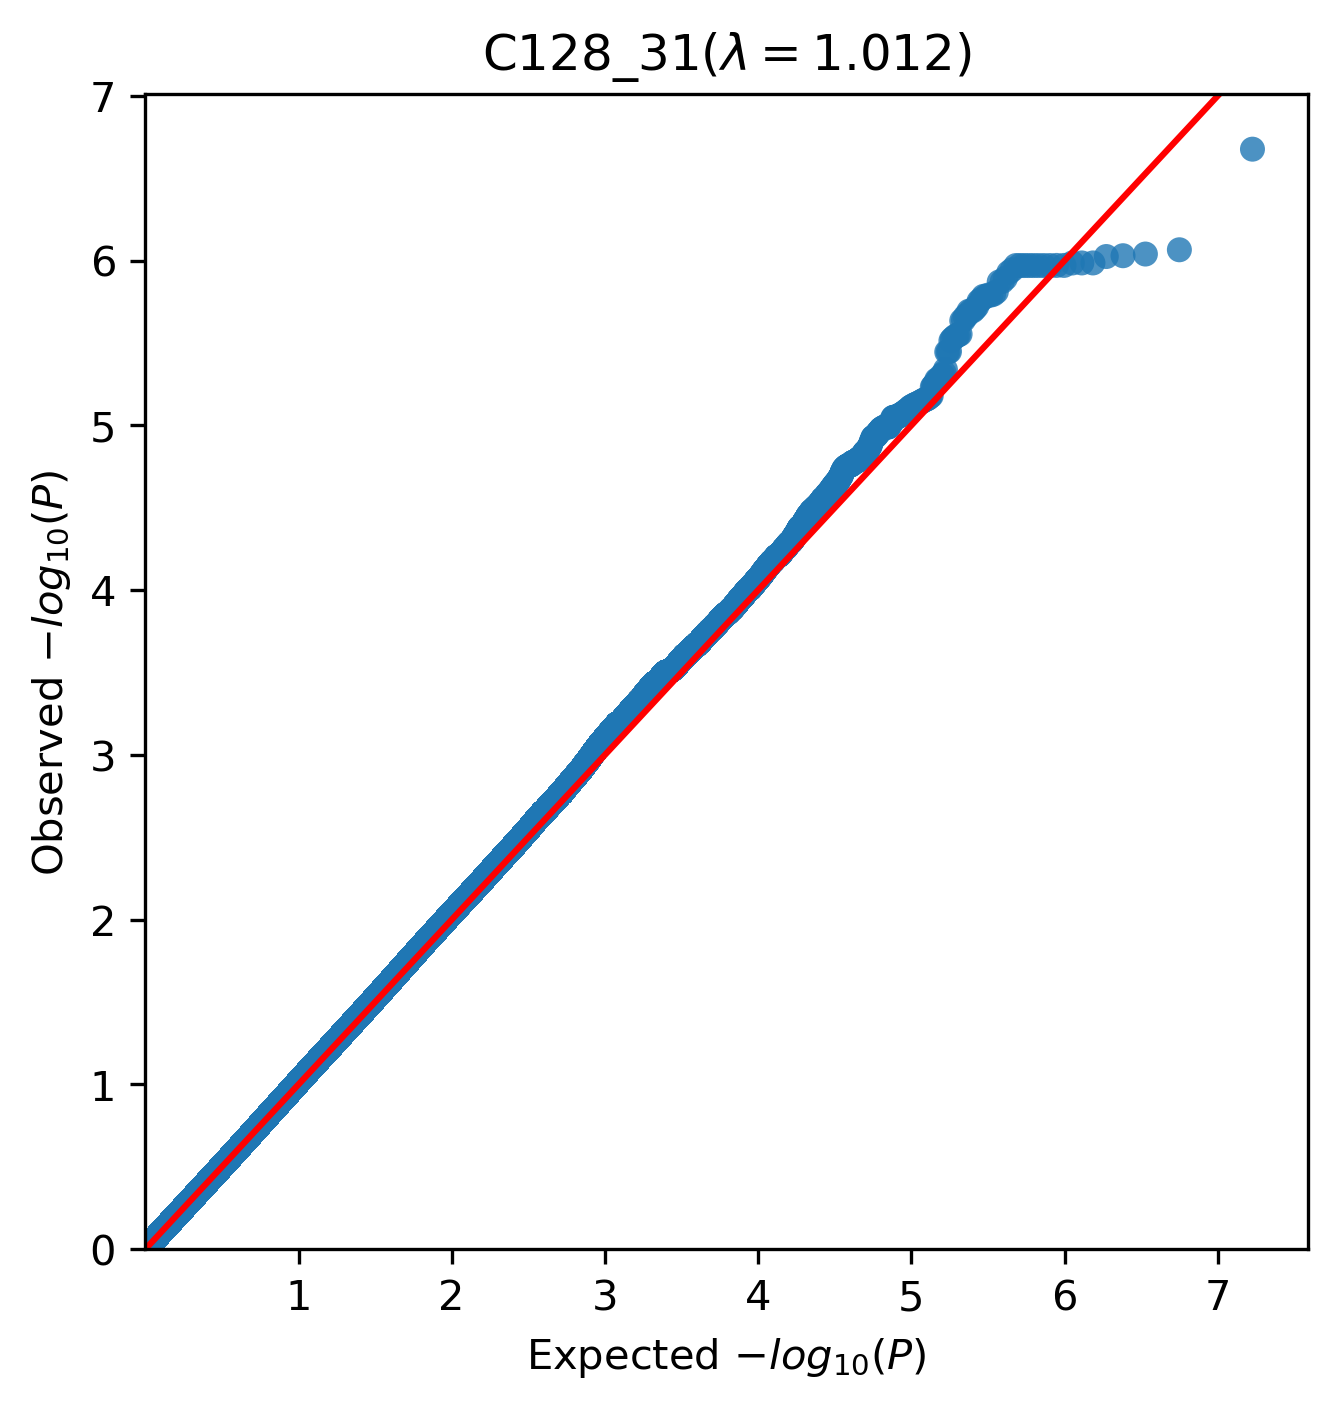 C128_31(λ = 1.012)
7
6
5
4
3
2
1
0
Observed −log₁₀(P)
1 2 3 4 5 6 7
Expected −log₁₀(P)